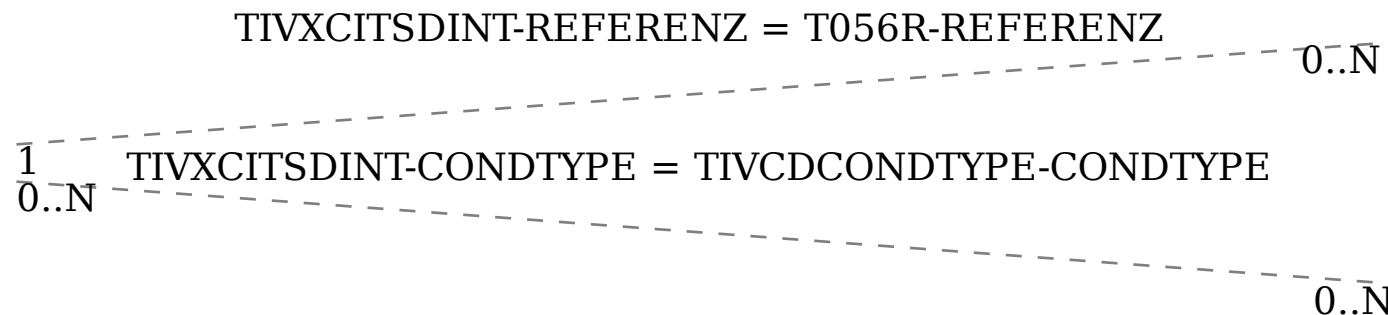 TIVXCITSDINT-REFERENZ = T056R-REFERENZ
0..N
1
TIVXCITSDINT-CONDTYPE = TIVCDCONDTYPE-CONDTYPE
0..N
0..N